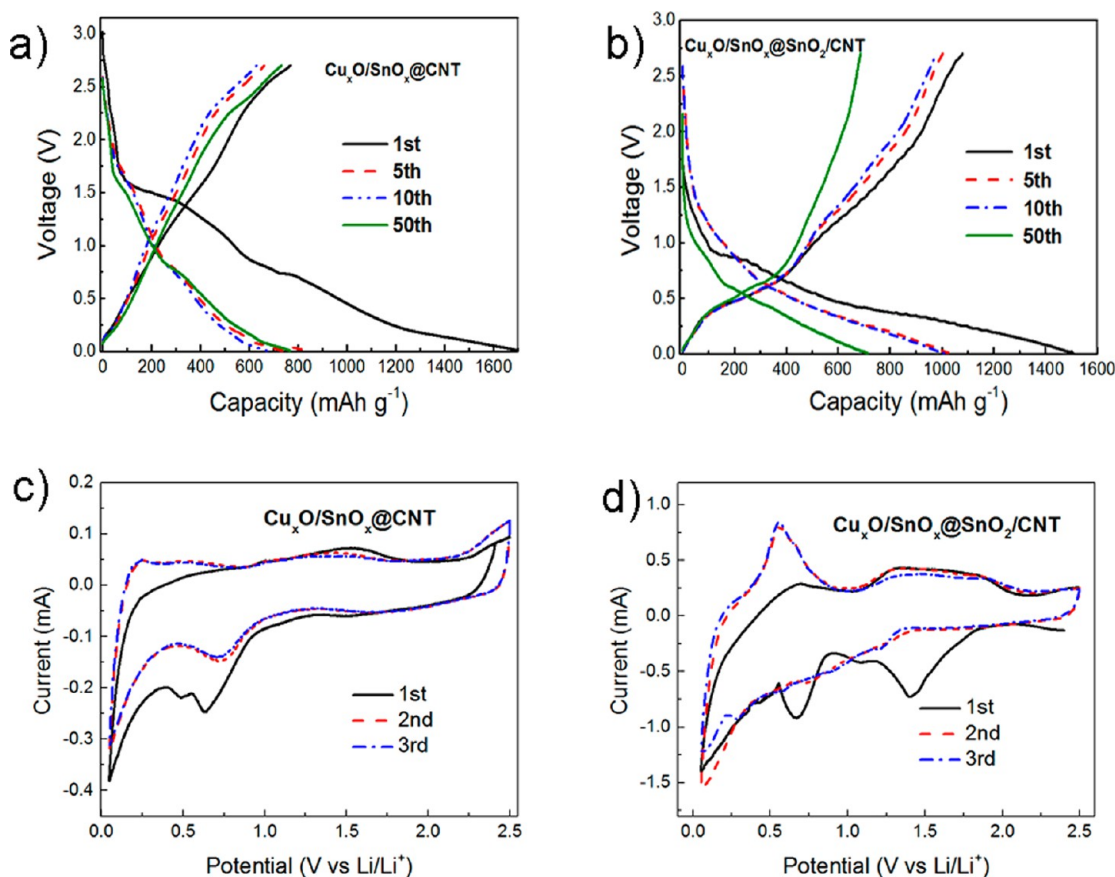 a)
3.0
2.5
2.0
1.5
1.0
0.5
0.0
Voltage (V)
CuₓO/SnOₓ@CNT
1st
5th
10th
50th
0 200 400 600 800 1000 1200 1400 1600
Capacity (mAh g⁻¹)
b)
3.0
2.5
2.0
1.5
1.0
0.5
0.0
Voltage (V)
CuₓO/SnOₓ@SnO₂/CNT
1st
5th
10th
50th
0 200 400 600 800 1000 1200 1400 1600
Capacity (mAh g⁻¹)
c)
0.2
0.1
0.0
-0.1
-0.2
-0.3
-0.4
Current (mA)
CuₓO/SnOₓ@CNT
1st
2nd
3rd
0.0 0.5 1.0 1.5 2.0 2.5
Potential (V vs Li/Li⁺)
d)
1.0
0.5
0.0
-0.5
-1.0
-1.5
Current (mA)
CuₓO/SnOₓ@SnO₂/CNT
1st
2nd
3rd
0.0 0.5 1.0 1.5 2.0 2.5
Potential (V vs Li/Li⁺)